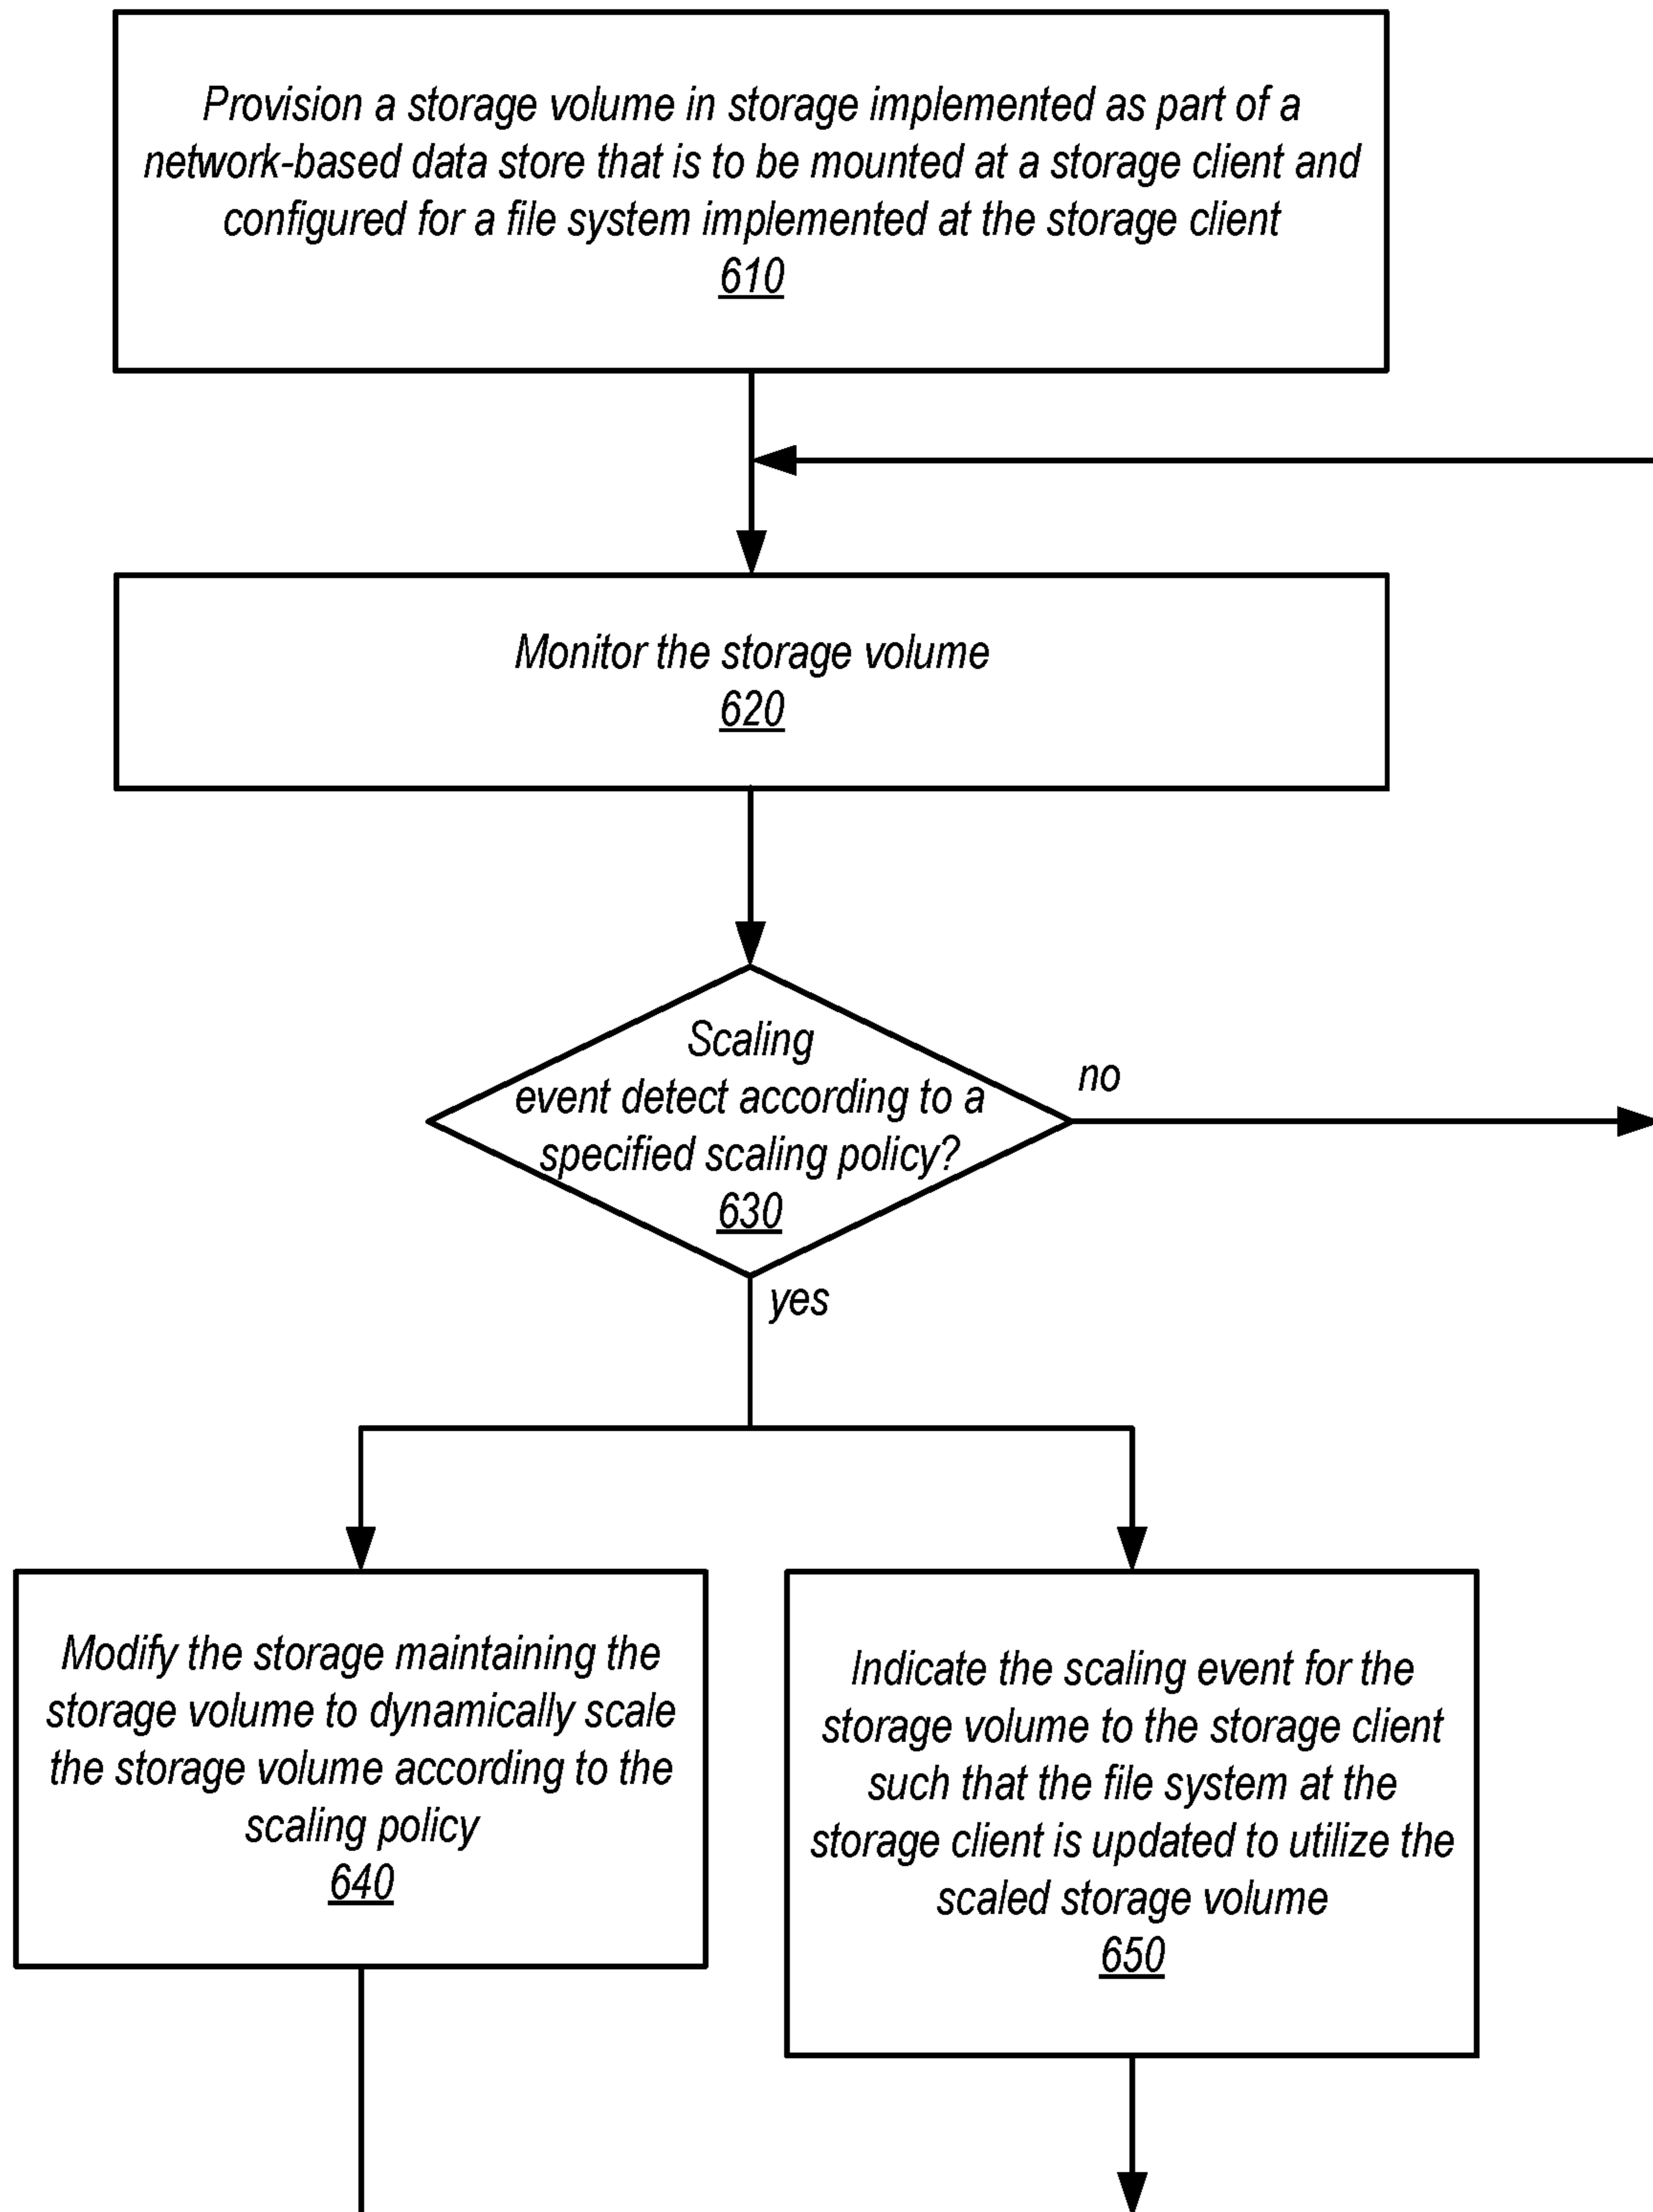 Provision a storage volume in storage implemented as part of a
network-based data store that is to be mounted at a storage client and
configured for a file system implemented at the storage client
610
Monitor the storage volume
620
Scaling
event detect according to a
specified scaling policy?
630
no
yes
Modify the storage maintaining the
storage volume to dynamically scale
the storage volume according to the
scaling policy
640
Indicate the scaling event for the
storage volume to the storage client
such that the file system at the
storage client is updated to utilize the
scaled storage volume
650